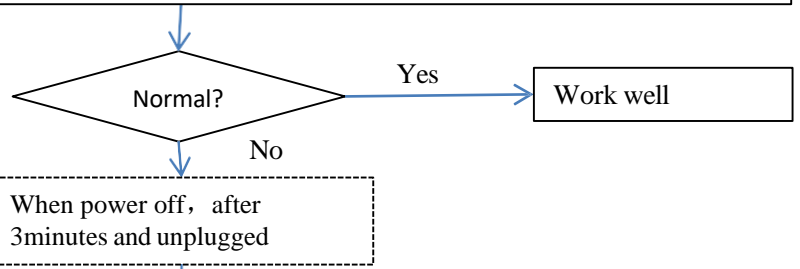 Normal?
Yes
Work well
No
When power off，after
3minutes and unplugged